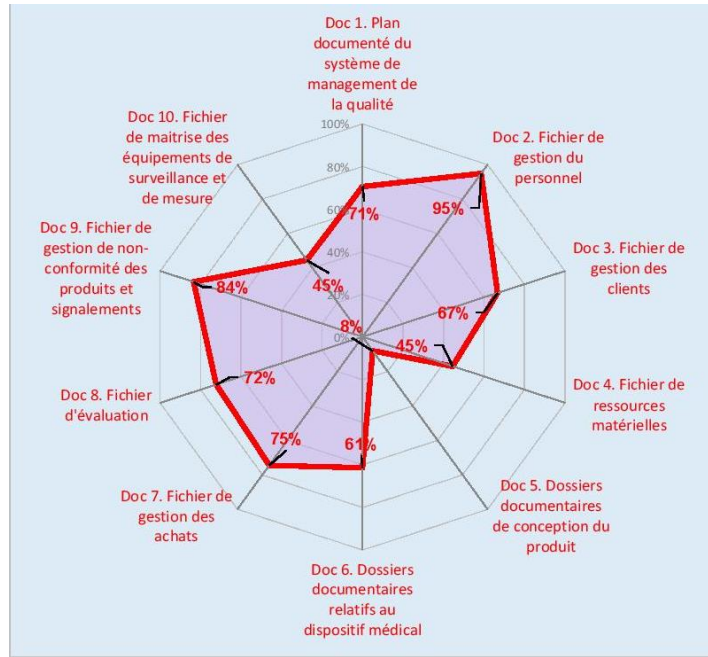 Doc 1. Plan
documenté du
système de
management de
la qualité
Doc 2. Fichier de
gestion du
personnel
Doc 3. Fichier de
gestion des
clients
Doc 4. Fichier de
ressources
matérielles
Doc 5. Dossiers
documentaires
de conception du
produit
Doc 6. Dossiers
documentaires
relatifs au
dispositif médical
Doc 7. Fichier de
gestion des
achats
Doc 8. Fichier
d'évaluation
Doc 9. Fichier de
gestion de non-
conformité des
produits et
signalements
Doc 10. Fichier
de maitrise des
équipements de
surveillance et
de mesure
100%
80%
60%
40%
20%
0%
71%
95%
67%
45%
8%
61%
75%
72%
84%
45%